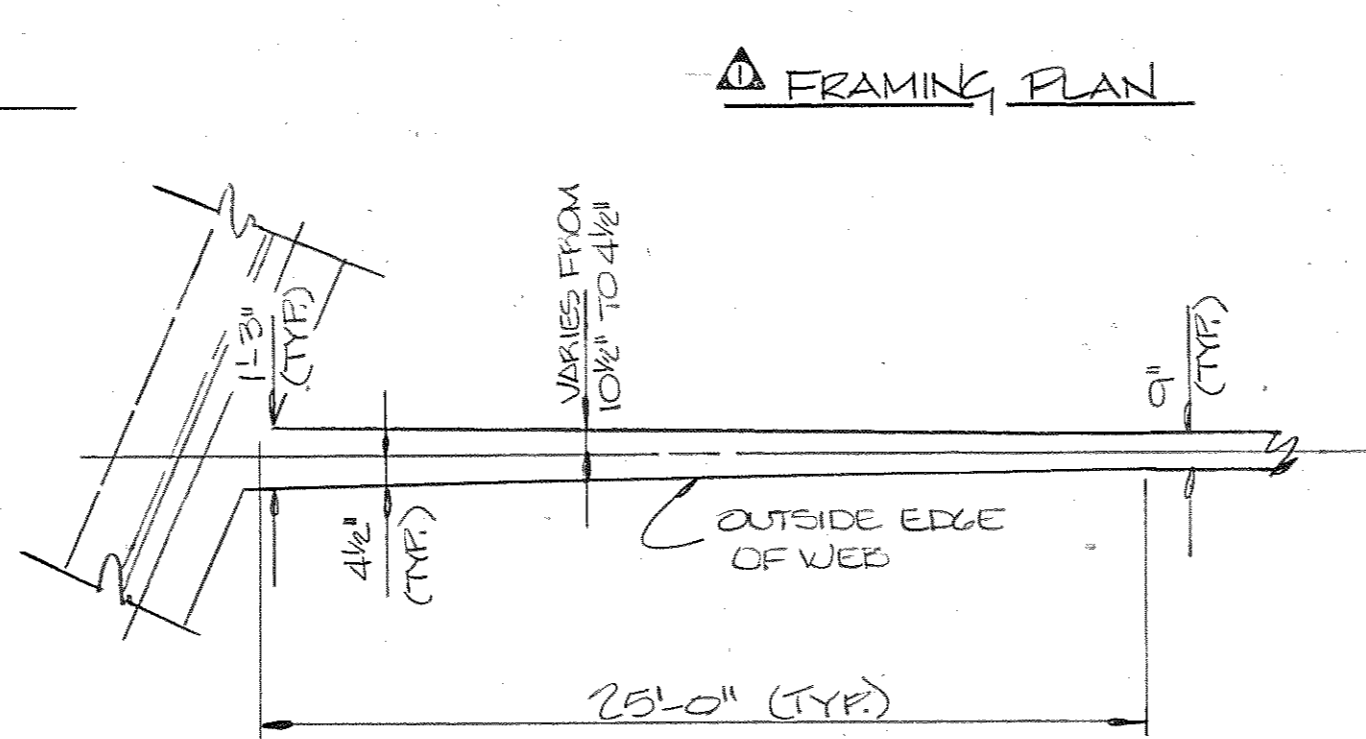 1 FRAMING PLAN
VARIES FROM
10½" TO 4½"
1'-3"
(TYP.)
9"
(TYP.)
4½"
(TYP.)
OUTSIDE EDGE
OF WEB
25'-0" (TYP.)